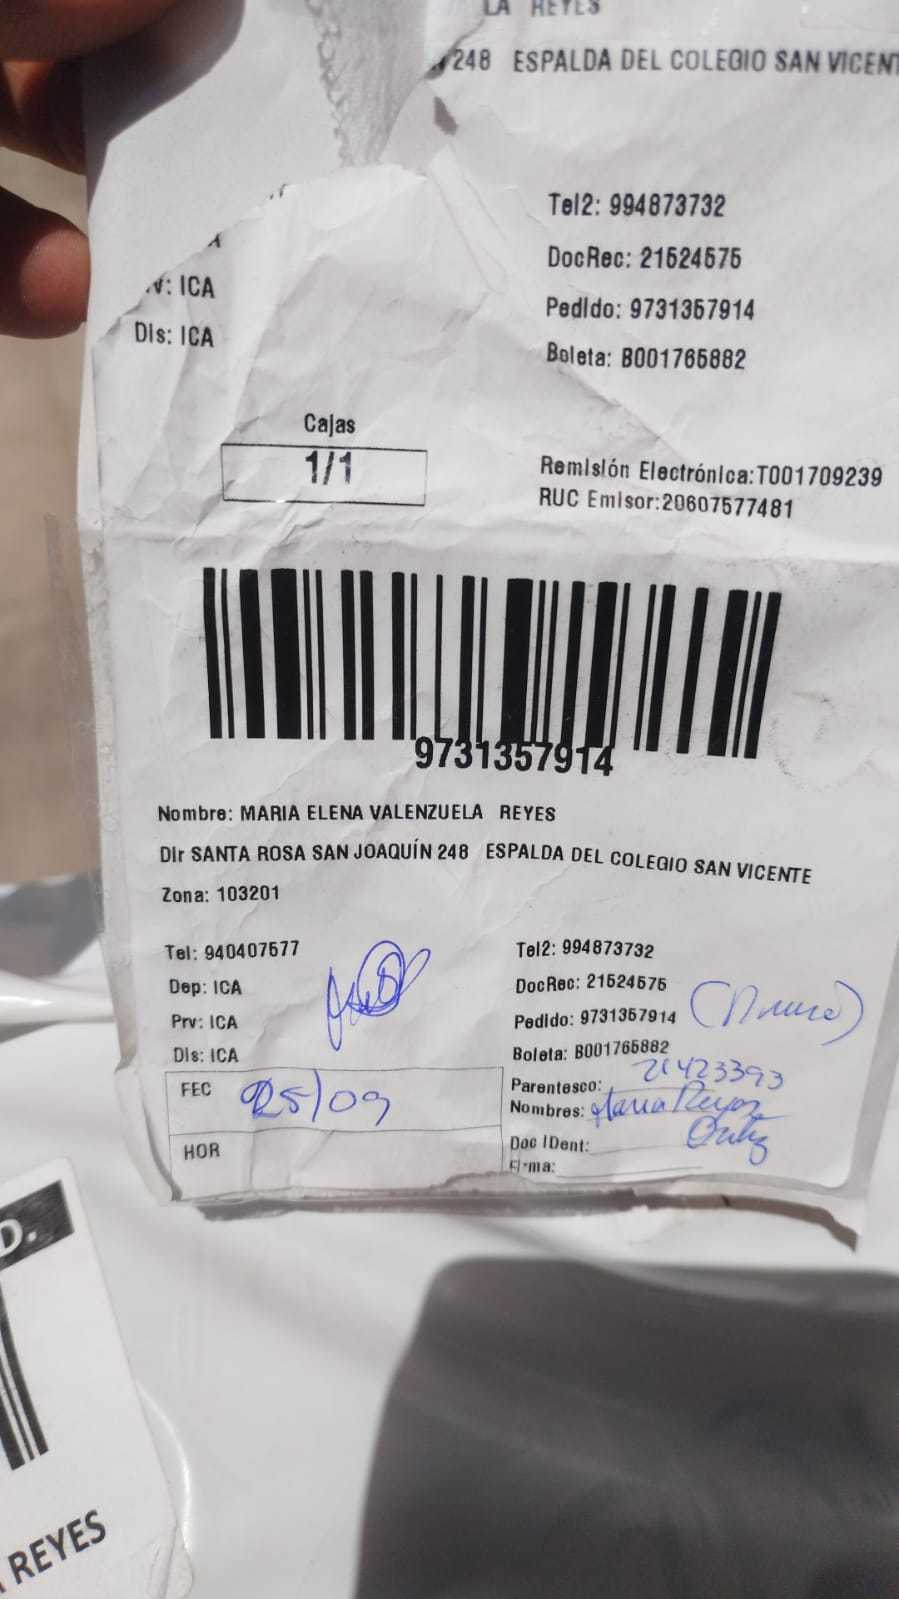 LA REYES
248 ESPALDA DEL COLEGIO SAN VICENT
Tel2: 994873732
A
DocRec: 21524575
v: ICA
Pedido: 9731357914
Dis: ICA
Boleta: B001765882
Cajas
1/1
Remisión Electrónica:T001709239
RUC Emisor:20607577481
9731357914
Nombre: MARIA ELENA VALENZUELA REYES
Dir SANTA ROSA SAN JOAQUÍN 248 ESPALDA DEL COLEGIO SAN VICENTE
Zona: 103201
Tel: 940407577
Tel2: 994873732
Dep: ICA
DocRec: 21524575
Prv: ICA
Pedido: 9731357914
Dis: ICA
Boleta: B001765882
FEC 25/09
Parentesco: 21423393
Nombres: Maria Reyes
Ortiz
HOR
Doc IDent:
Firma:
D.
REYES